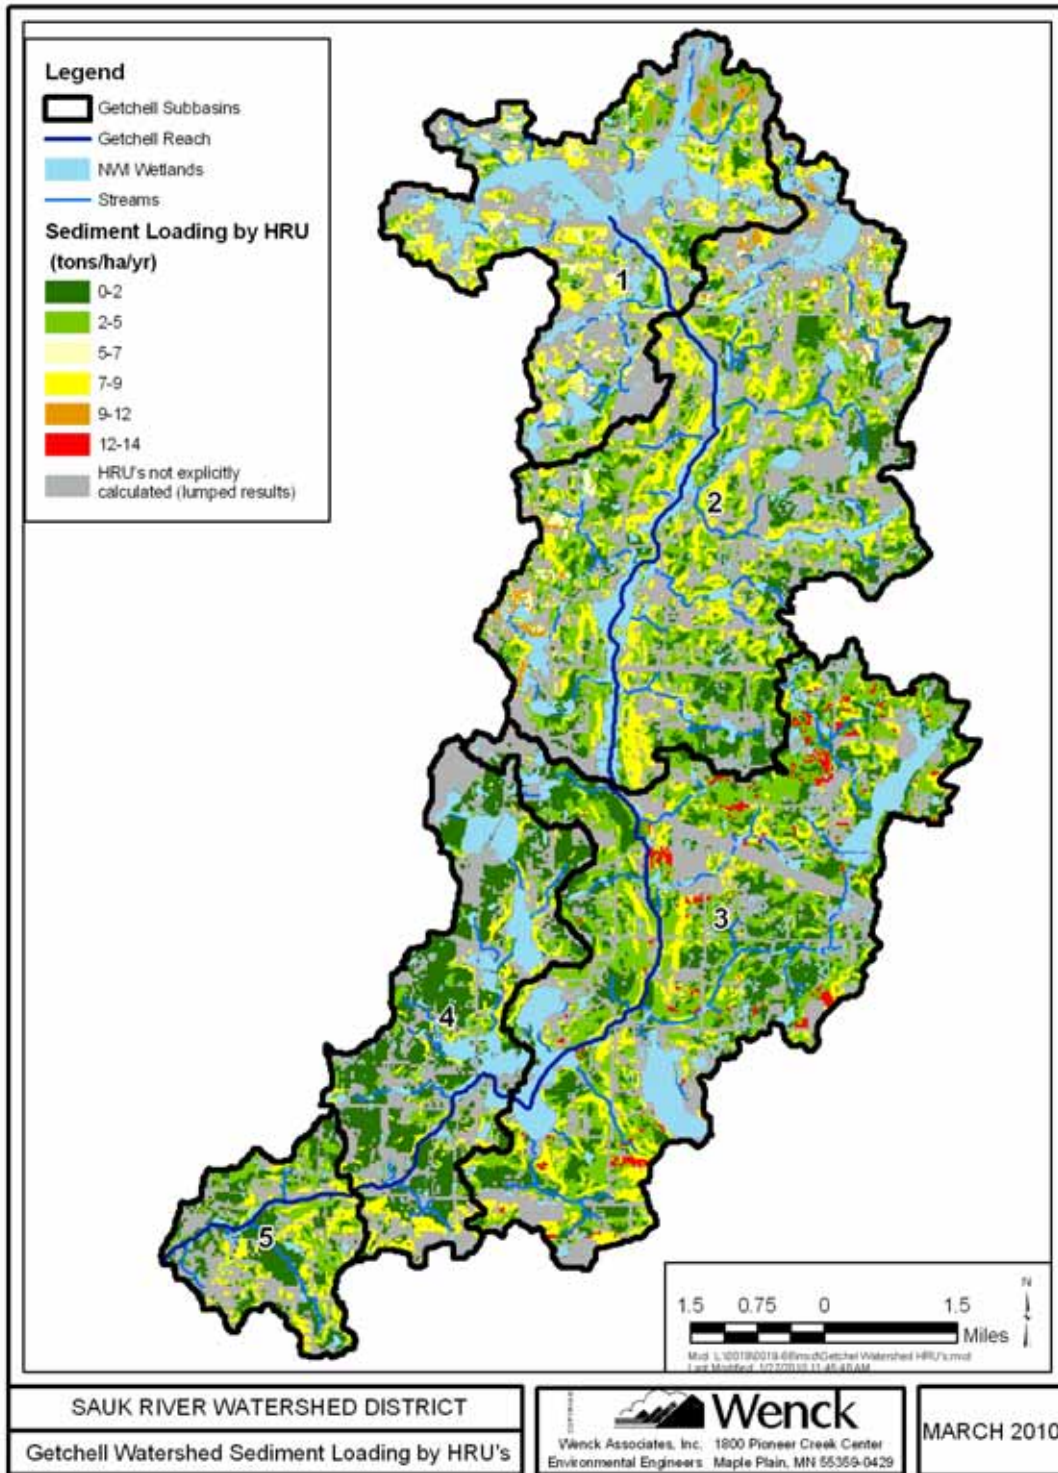 Legend
Getchell Subbasins
Getchell Reach
NWI Wetlands
Streams
Sediment Loading by HRU
(tons/ha/yr)
0-2
2-5
5-7
7-9
9-12
12-14
HRU's not explicitly
calculated (lumped results)
1
2
3
4
5
N
1.5 0.75 0 1.5
Miles
Last Modified:
SAUK RIVER WATERSHED DISTRICT
Getchell Watershed Sediment Loading by HRU's
Wenck
Wenck Associates, Inc. 1800 Pioneer Creek Center
Environmental Engineers Maple Plain, MN 55359-0429
MARCH 2010